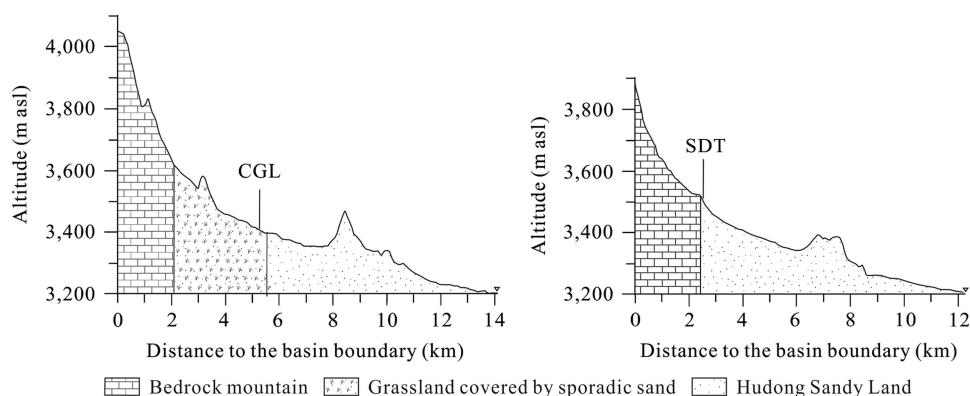 4,000
3,800
3,600
3,400
3,200
Altitude (m asl)
CGL
0 2 4 6 8 10 12 14
Distance to the basin boundary (km)
3,800
3,600
3,400
3,200
Altitude (m asl)
SDT
0 2 4 6 8 10 12
Distance to the basin boundary (km)
Bedrock mountain Grassland covered by sporadic sand Hudong Sandy Land